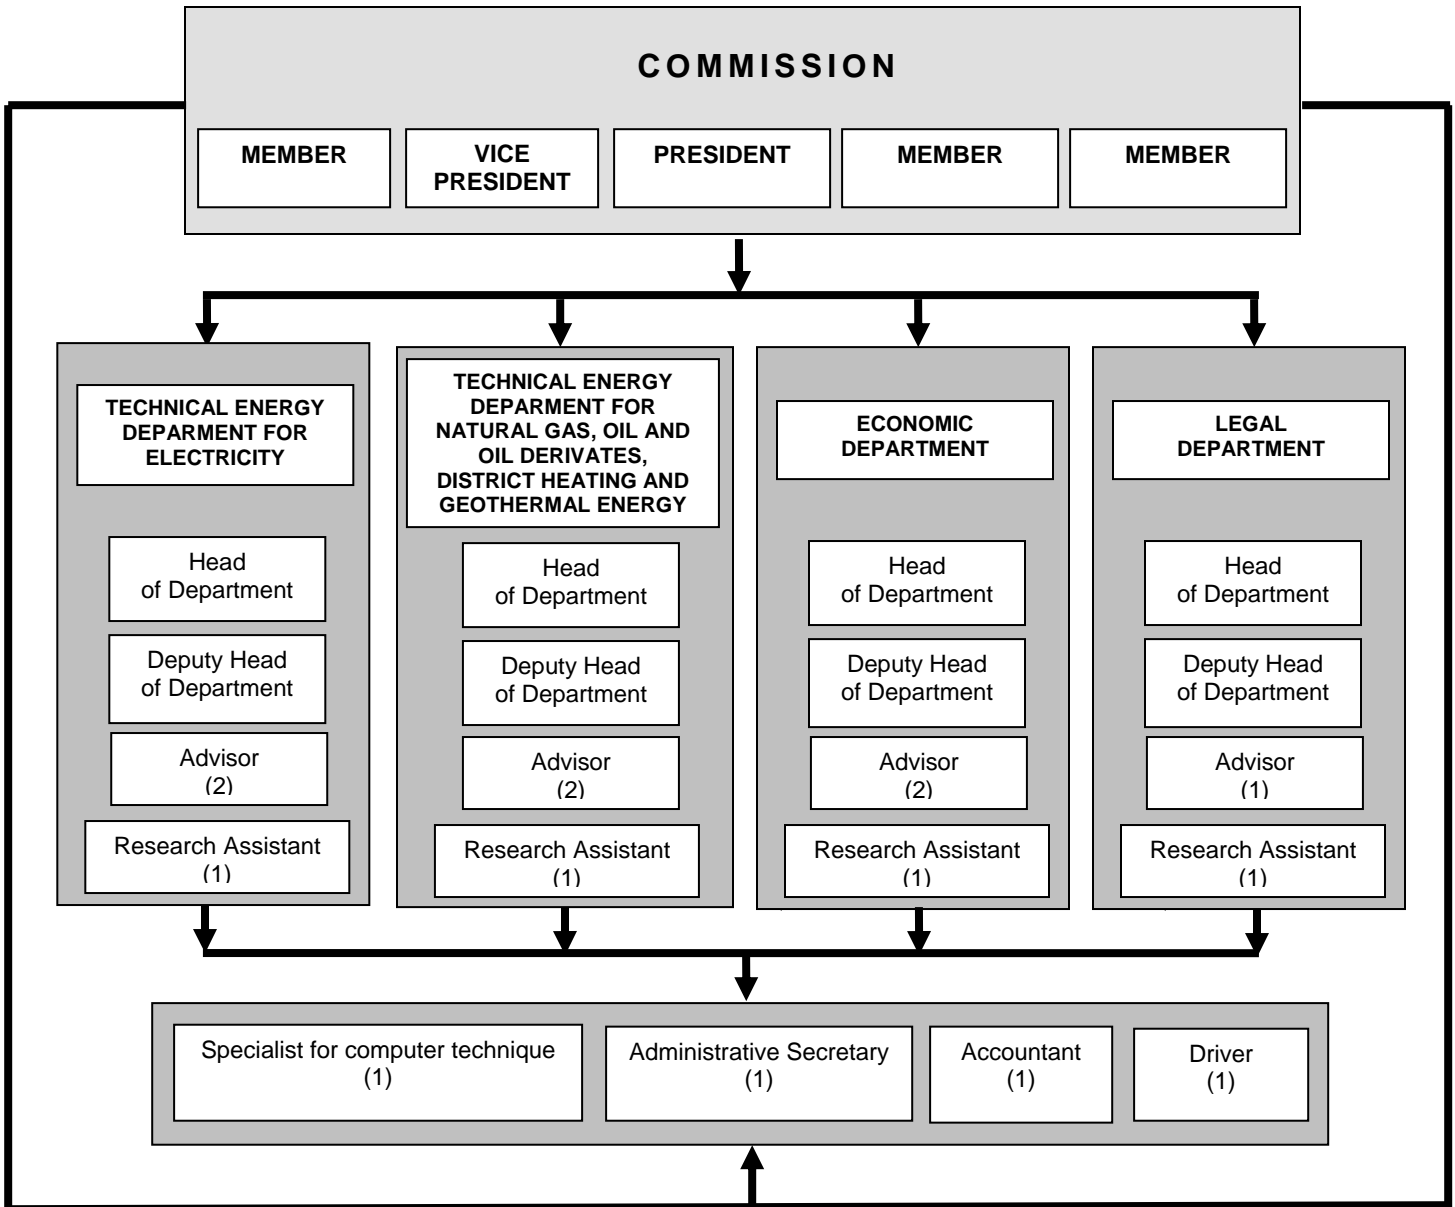 COMMISSION
MEMBER
VICE
PRESIDENT
PRESIDENT
MEMBER
MEMBER
TECHNICAL ENERGY
DEPARMENT FOR
ELECTRICITY
Head
of Department
Deputy Head
of Department
Advisor
(2)
Research Assistant
(1)
TECHNICAL ENERGY
DEPARMENT FOR
NATURAL GAS, OIL AND
OIL DERIVATES,
DISTRICT HEATING AND
GEOTHERMAL ENERGY
Head
of Department
Deputy Head
of Department
Advisor
(2)
Research Assistant
(1)
ECONOMIC
DEPARTMENT
Head
of Department
Deputy Head
of Department
Advisor
(2)
Research Assistant
(1)
LEGAL
DEPARTMENT
Head
of Department
Deputy Head
of Department
Advisor
(1)
Research Assistant
(1)
Specialist for computer technique
(1)
Administrative Secretary
(1)
Accountant
(1)
Driver
(1)